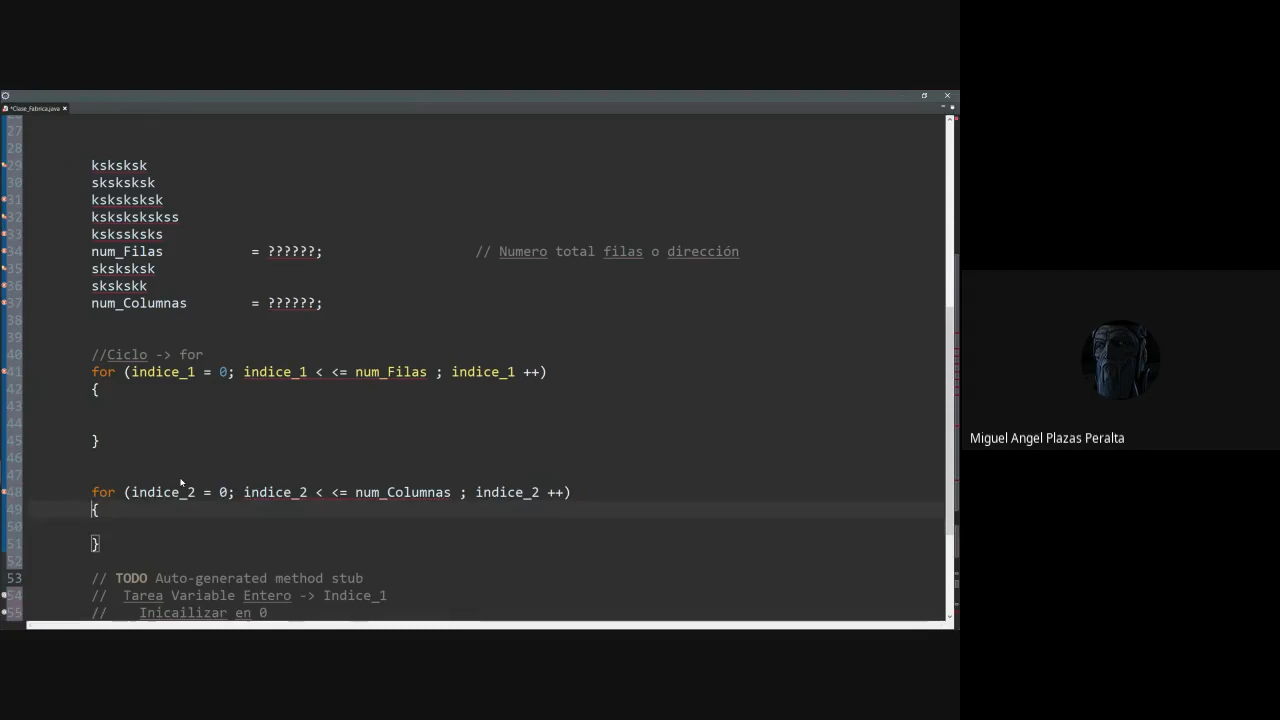 *Clase_Fabrica.java
27
28
29 ksksksk
30 sksksksk
31 ksksksksk
32 ksksksksksss
33 ksksskSks
34 num_Filas = ??????; // Numero total filas o dirección
35 sksksksk
36 skskskk
37 num_Columnas = ??????;
38
39
40 //Ciclo -> for
41 for (indice_1 = 0; indice_1 < <= num_Filas ; indice_1 ++)
42 {
43
44
45 }
46
47
48 for (indice_2 = 0; indice_2 < <= num_Columnas ; indice_2 ++)
49 {
50
51 }
52
53 // TODO Auto-generated method stub
54 // Tarea Variable Entero -> Indice_1
55 // Inicailizar en 0
Miguel Angel Plazas Peralta